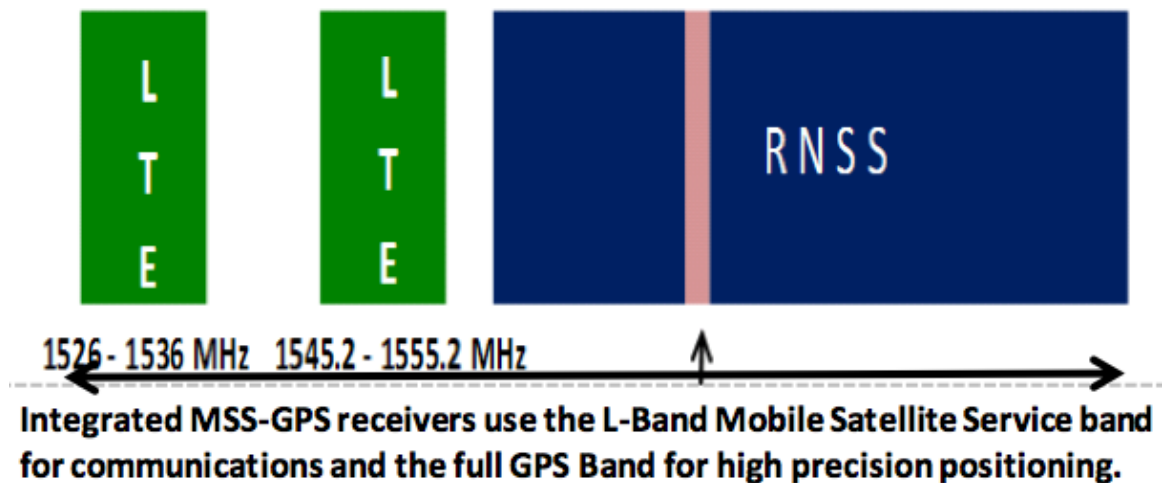 L
T
E
L
T
E
RNSS
1526 - 1536 MHz
1545.2 - 1555.2 MHz
Integrated MSS-GPS receivers use the L-Band Mobile Satellite Service band
for communications and the full GPS Band for high precision positioning.